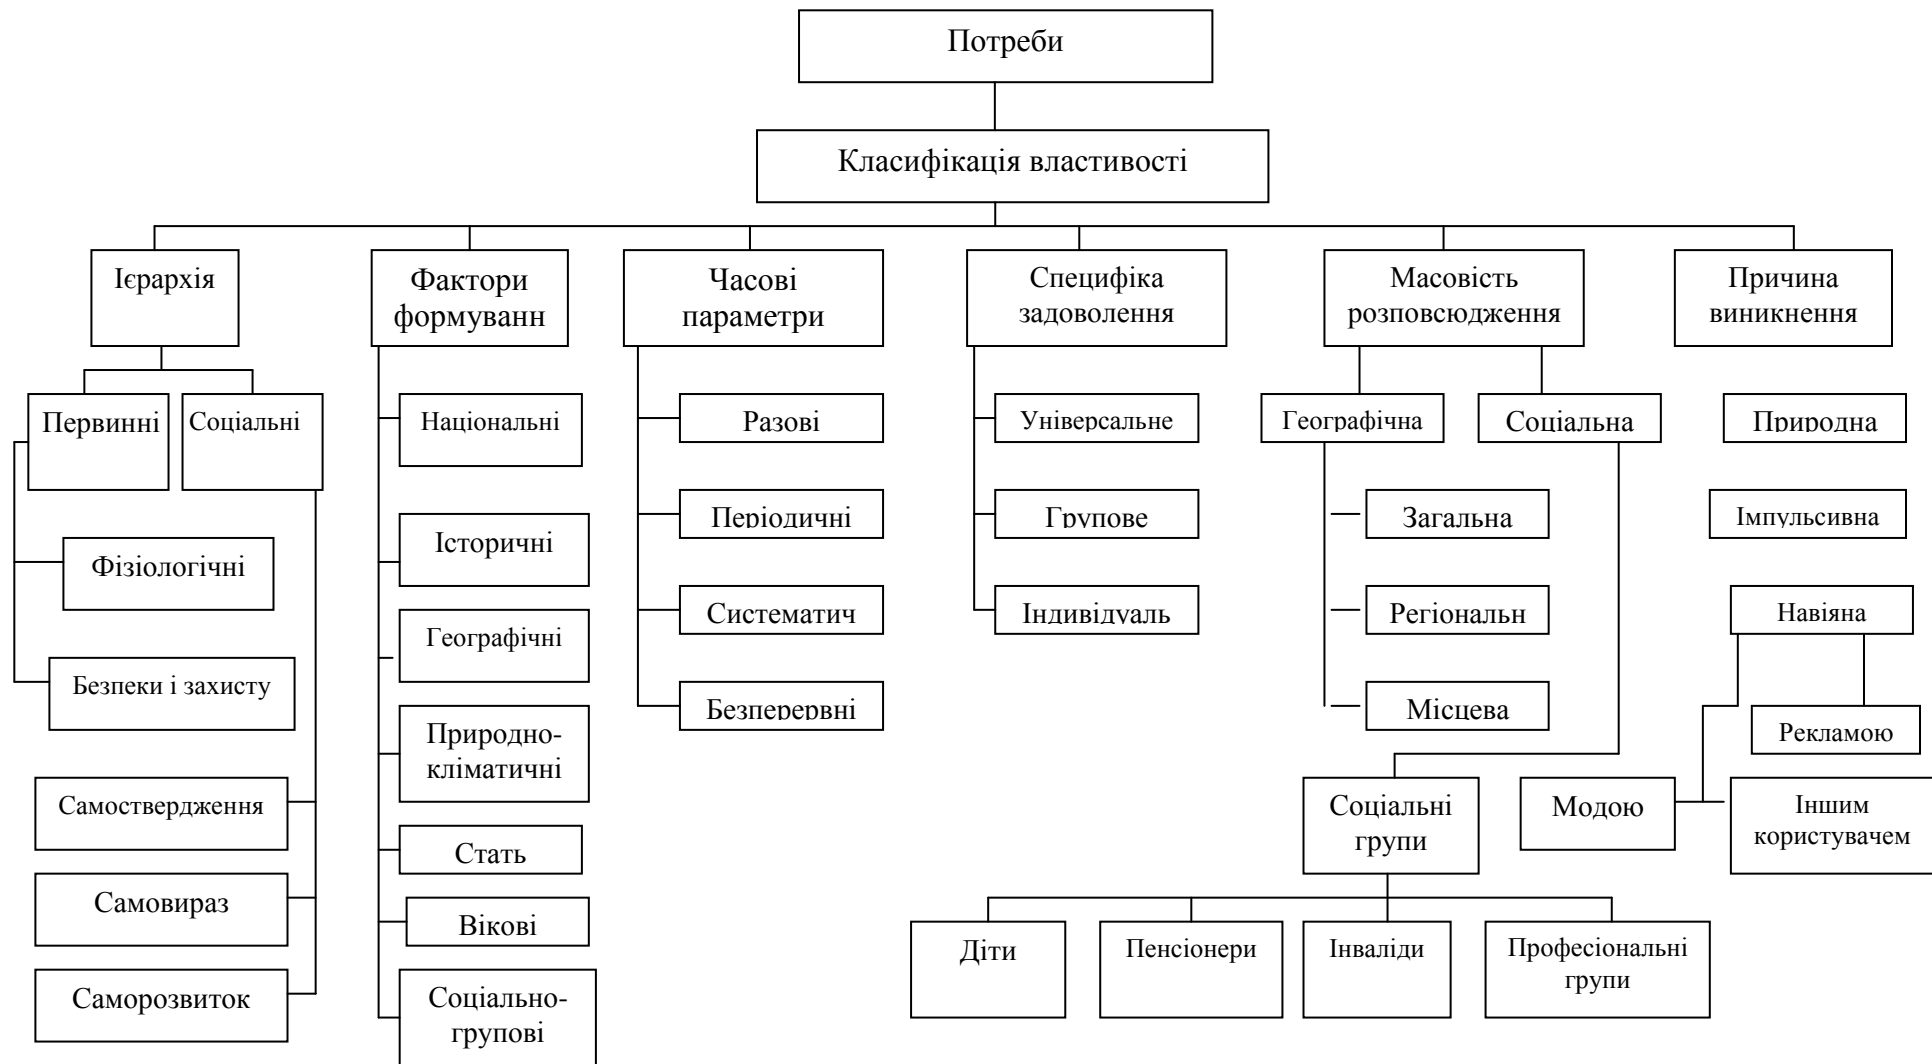 Потреби
Класифікація властивості
Ієрархія
Фактори
формуванн
Часові
параметри
Специфіка
задоволення
Масовість
розповсюдження
Причина
виникнення
Первинні
Соціальні
Національні
Разові
Універсальне
Географічна
Соціальна
Природна
Історичні
Періодичні
Групове
Загальна
Імпульсивна
Фізіологічні
Географічні
Систематич
Індивідуаль
Регіональн
Навіяна
Безпеки і захисту
Природно-
кліматичні
Безперервні
Місцева
Рекламою
Самоствердження
Стать
Соціальні
групи
Модою
Іншим
користувачем
Самовираз
Вікові
Діти
Пенсіонери
Інваліди
Професіональні
групи
Саморозвиток
Соціально-
групові